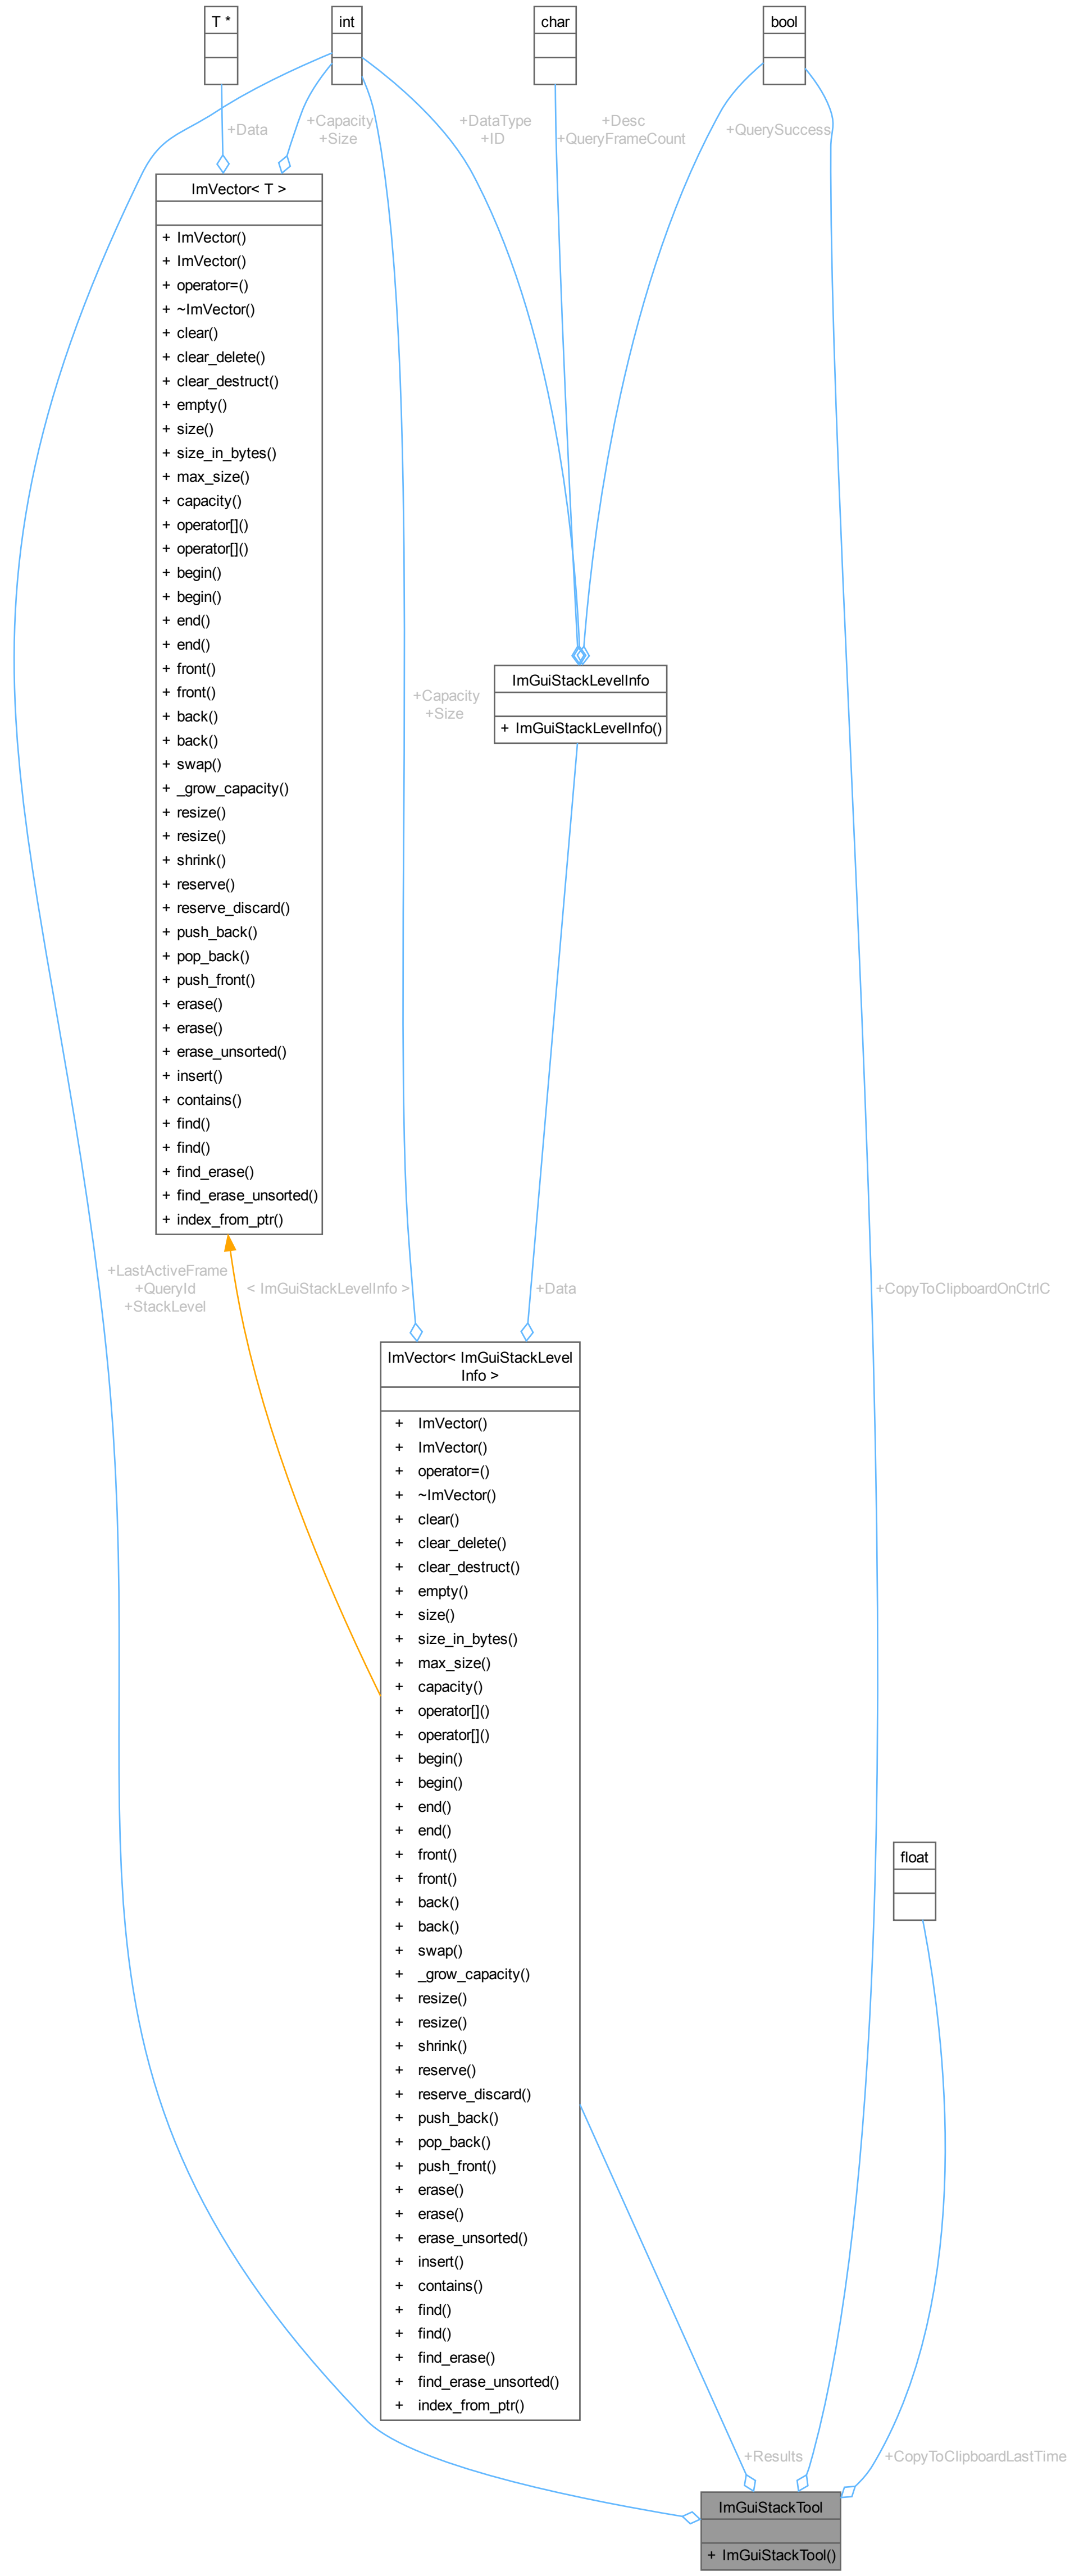 T *
int
char
bool
+Data
+Capacity
+Size
+DataType
+ID
+Desc
+QueryFrameCount
+QuerySuccess
ImVector< T >
+ ImVector()
+ ImVector()
+ operator=()
+ ~ImVector()
+ clear()
+ clear_delete()
+ clear_destruct()
+ empty()
+ size()
+ size_in_bytes()
+ max_size()
+ capacity()
+ operator[]()
+ operator[]()
+ begin()
+ begin()
+ end()
+ end()
+ front()
+ front()
+ back()
+ back()
+ swap()
+ _grow_capacity()
+ resize()
+ resize()
+ shrink()
+ reserve()
+ reserve_discard()
+ push_back()
+ pop_back()
+ push_front()
+ erase()
+ erase()
+ erase_unsorted()
+ insert()
+ contains()
+ find()
+ find()
+ find_erase()
+ find_erase_unsorted()
+ index_from_ptr()
+Capacity
+Size
ImGuiStackLevelInfo
+ ImGuiStackLevelInfo()
+LastActiveFrame
+QueryId
+StackLevel
< ImGuiStackLevelInfo >
+Data
+CopyToClipboardOnCtrlC
ImVector< ImGuiStackLevel
Info >
+ ImVector()
+ ImVector()
+ operator=()
+ ~ImVector()
+ clear()
+ clear_delete()
+ clear_destruct()
+ empty()
+ size()
+ size_in_bytes()
+ max_size()
+ capacity()
+ operator[]()
+ operator[]()
+ begin()
+ begin()
+ end()
+ end()
+ front()
+ front()
+ back()
+ back()
+ swap()
+ _grow_capacity()
+ resize()
+ resize()
+ shrink()
+ reserve()
+ reserve_discard()
+ push_back()
+ pop_back()
+ push_front()
+ erase()
+ erase()
+ erase_unsorted()
+ insert()
+ contains()
+ find()
+ find()
+ find_erase()
+ find_erase_unsorted()
+ index_from_ptr()
float
+Results
+CopyToClipboardLastTime
ImGuiStackTool
+ ImGuiStackTool()